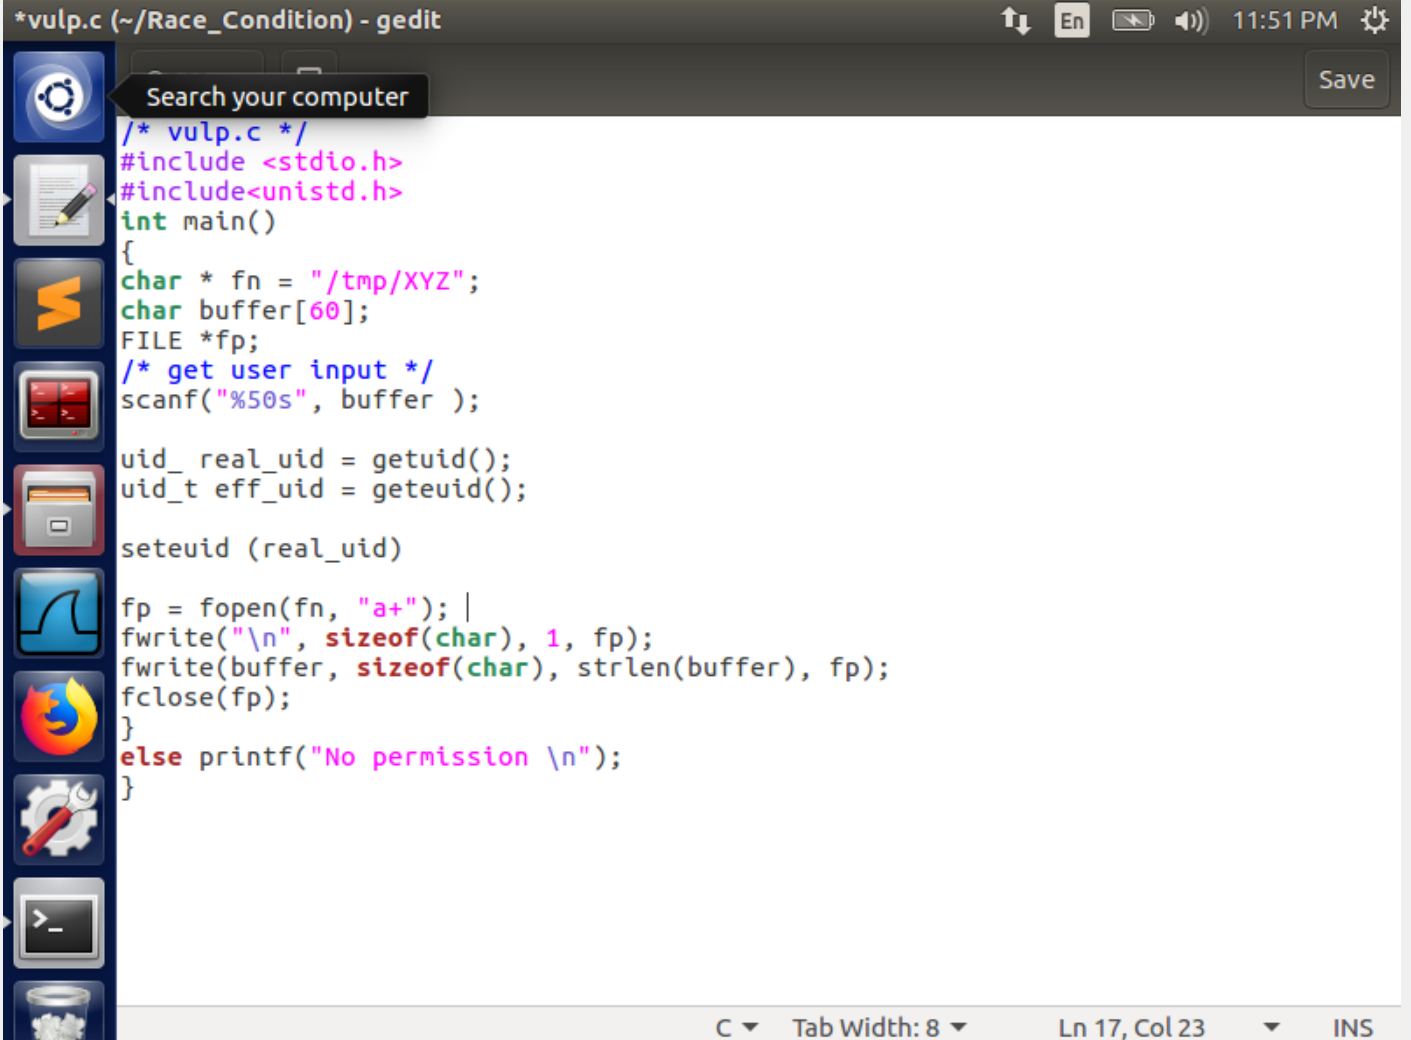 *vulp.c (~/Race_Condition) - gedit
En
11:51 PM
Search your computer
Save
/* vulp.c */
#include <stdio.h>
#include<unistd.h>
int main()
{
char * fn = "/tmp/XYZ";
char buffer[60];
FILE *fp;
/* get user input */
scanf("%50s", buffer );
uid_ real_uid = getuid();
uid_t eff_uid = geteuid();
seteuid (real_uid)
fp = fopen(fn, "a+");
fwrite("\n", sizeof(char), 1, fp);
fwrite(buffer, sizeof(char), strlen(buffer), fp);
fclose(fp);
}
else printf("No permission \n");
}
C
Tab Width: 8
Ln 17, Col 23
INS